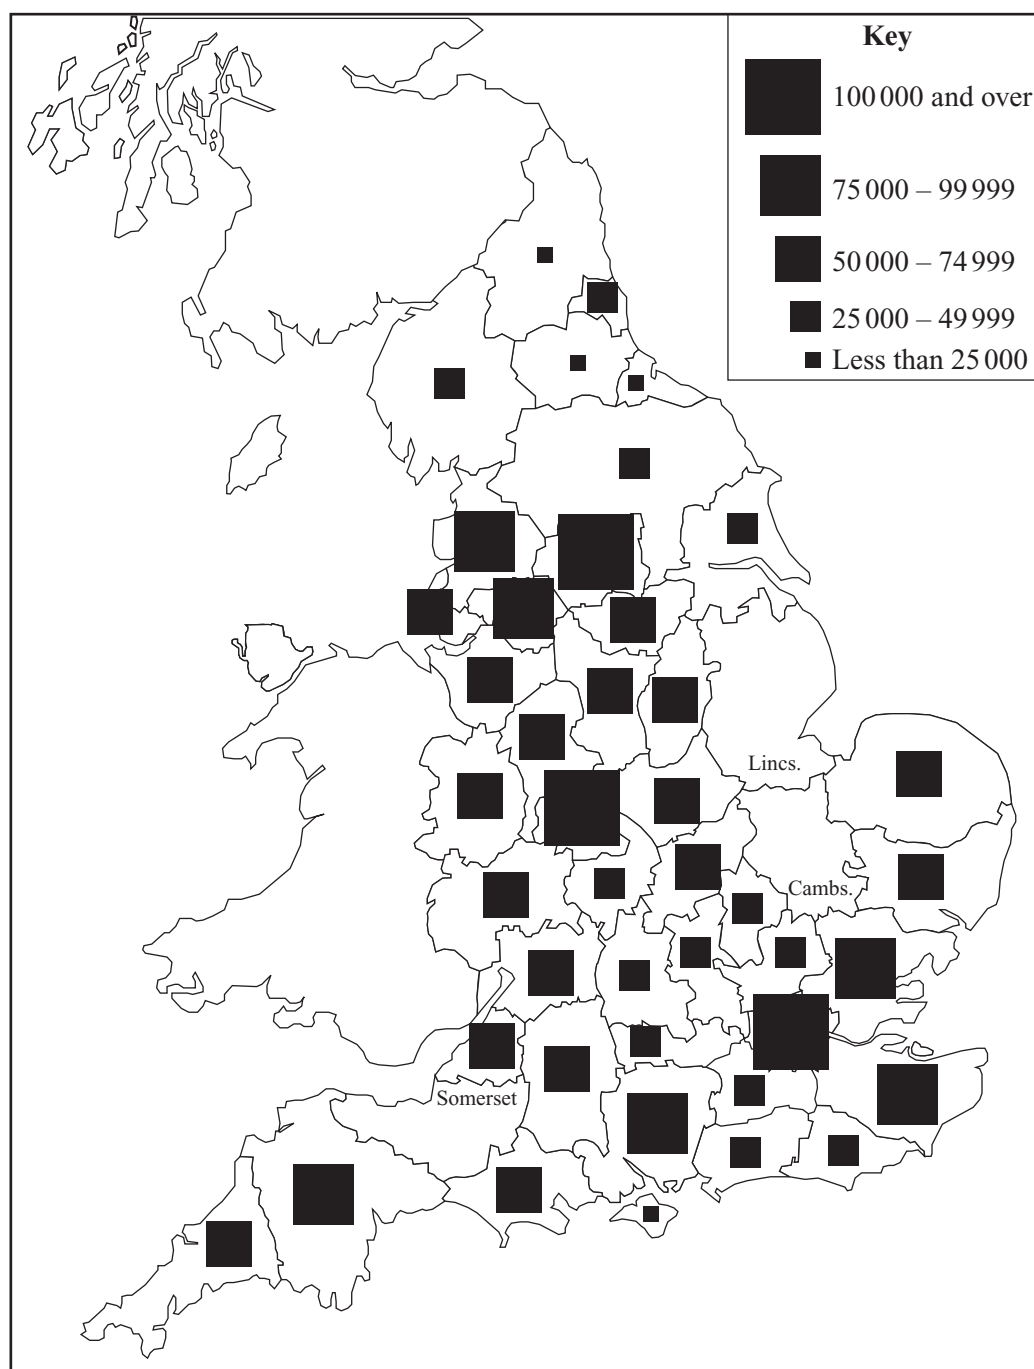 Key
100 000 and over
75 000 – 99 999
50 000 – 74 999
25 000 – 49 999
Less than 25 000
Lincs.
Cambs.
Somerset